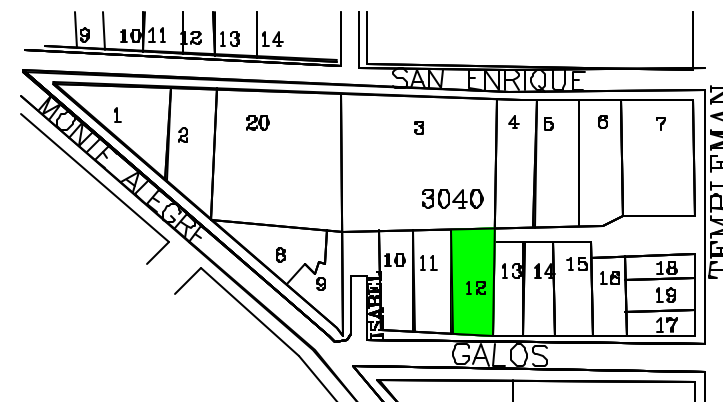 9 10 11 12 13 14
SAN ENRIQUE
1 2 20 3 4 5 6 7
MONTE ALEGRE
3040
TEMPLEMAN
8 9 10 11 12 13 14 15 16 18
19
17
ISABEL
GALOS